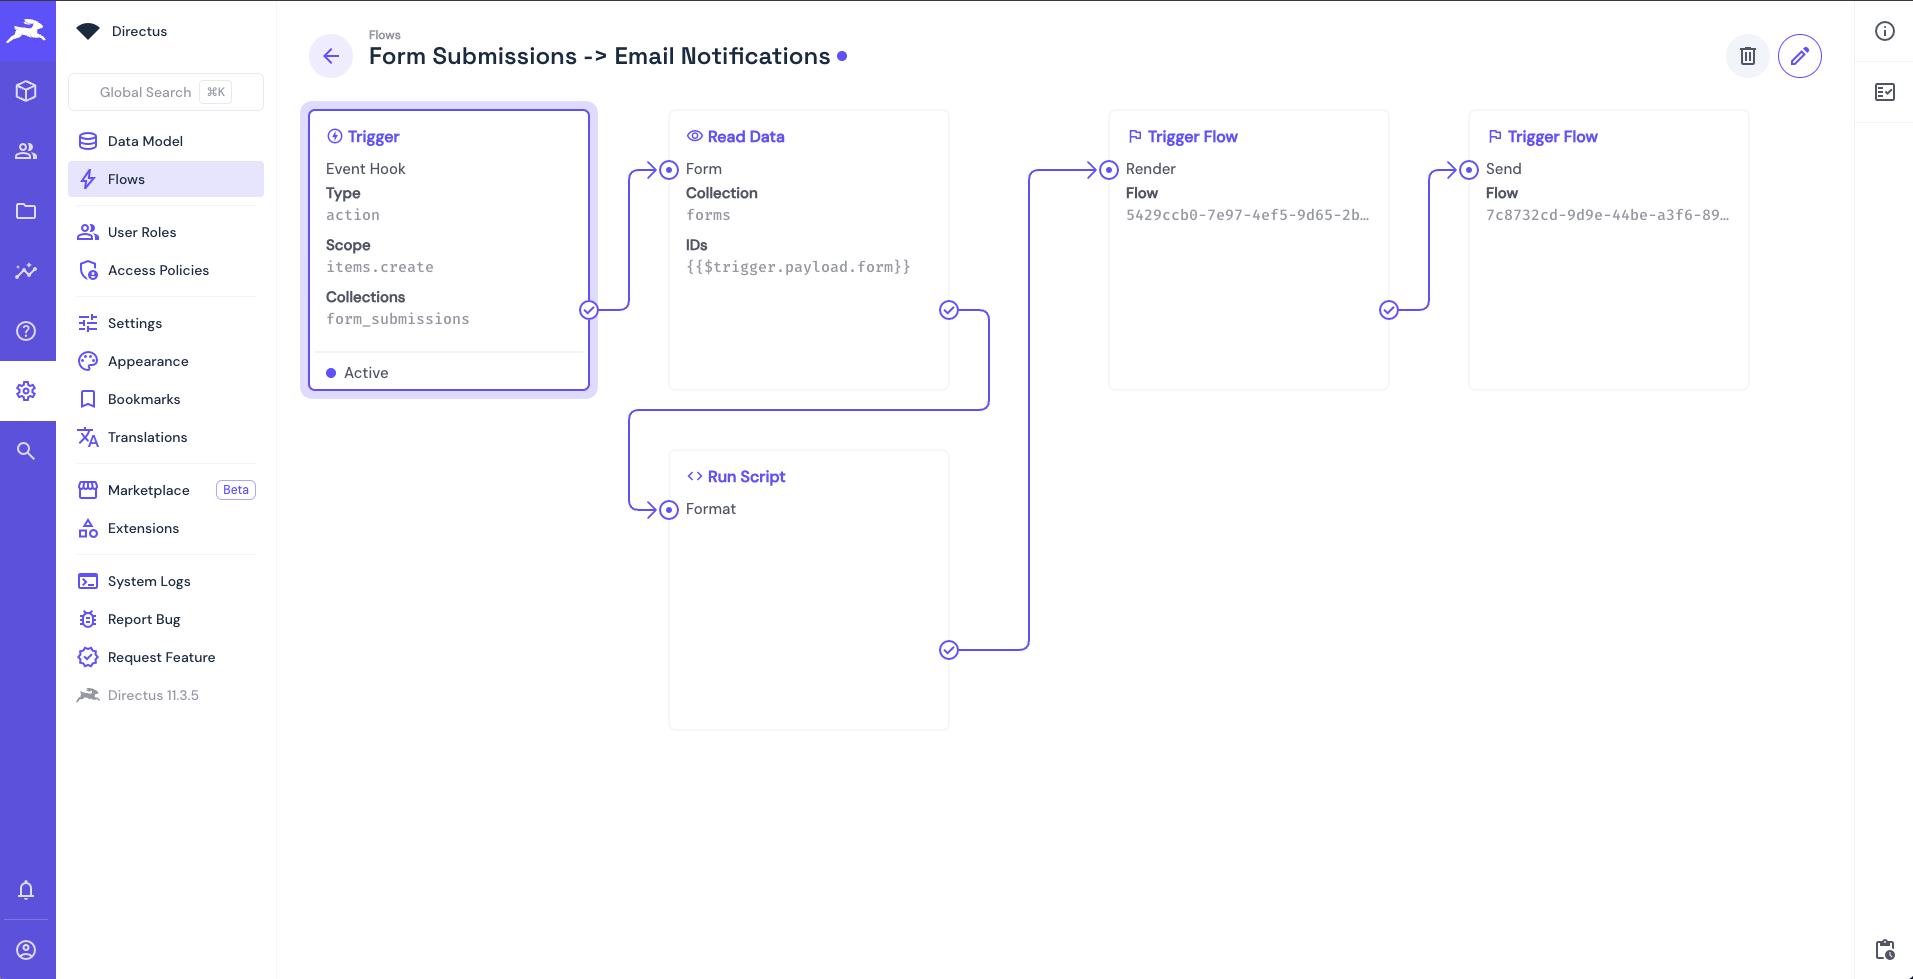 Directus
Global Search ⌘K
Data Model
Flows
User Roles
Access Policies
Settings
Appearance
Bookmarks
Translations
Marketplace Beta
Extensions
System Logs
Report Bug
Request Feature
Directus 11.3.5
Flows
Form Submissions -> Email Notifications
Trigger
Event Hook
Type
action
Scope
items.create
Collections
form_submissions
Active
Read Data
Form
Collection
forms
IDs
{{$trigger.payload.form}}
Run Script
Format
Trigger Flow
Render
Flow
5429ccb0-7e97-4ef5-9d65-2b…
Trigger Flow
Send
Flow
7c8732cd-9d9e-44be-a3f6-89…